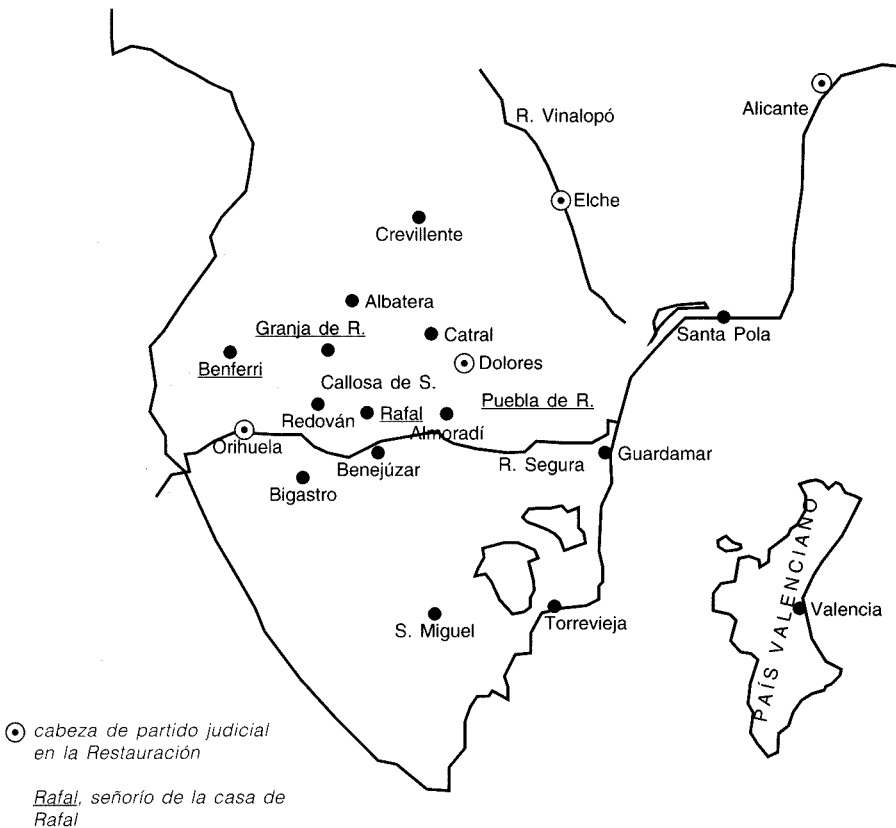 Alicante
R. Vinalopó
Elche
Crevillente
Albatera
Granja de R.
Catral
Santa Pola
Benferri
Dolores
Callosa de S.
Puebla de R.
Redován
Rafal
Almoradí
Orihuela
Benejúzar
R. Segura
Guardamar
Bigastro
PAÍS VALENCIANO
Valencia
S. Miguel
Torrevieja
cabeza de partido judicial
en la Restauración
Rafal, señorío de la casa de
Rafal